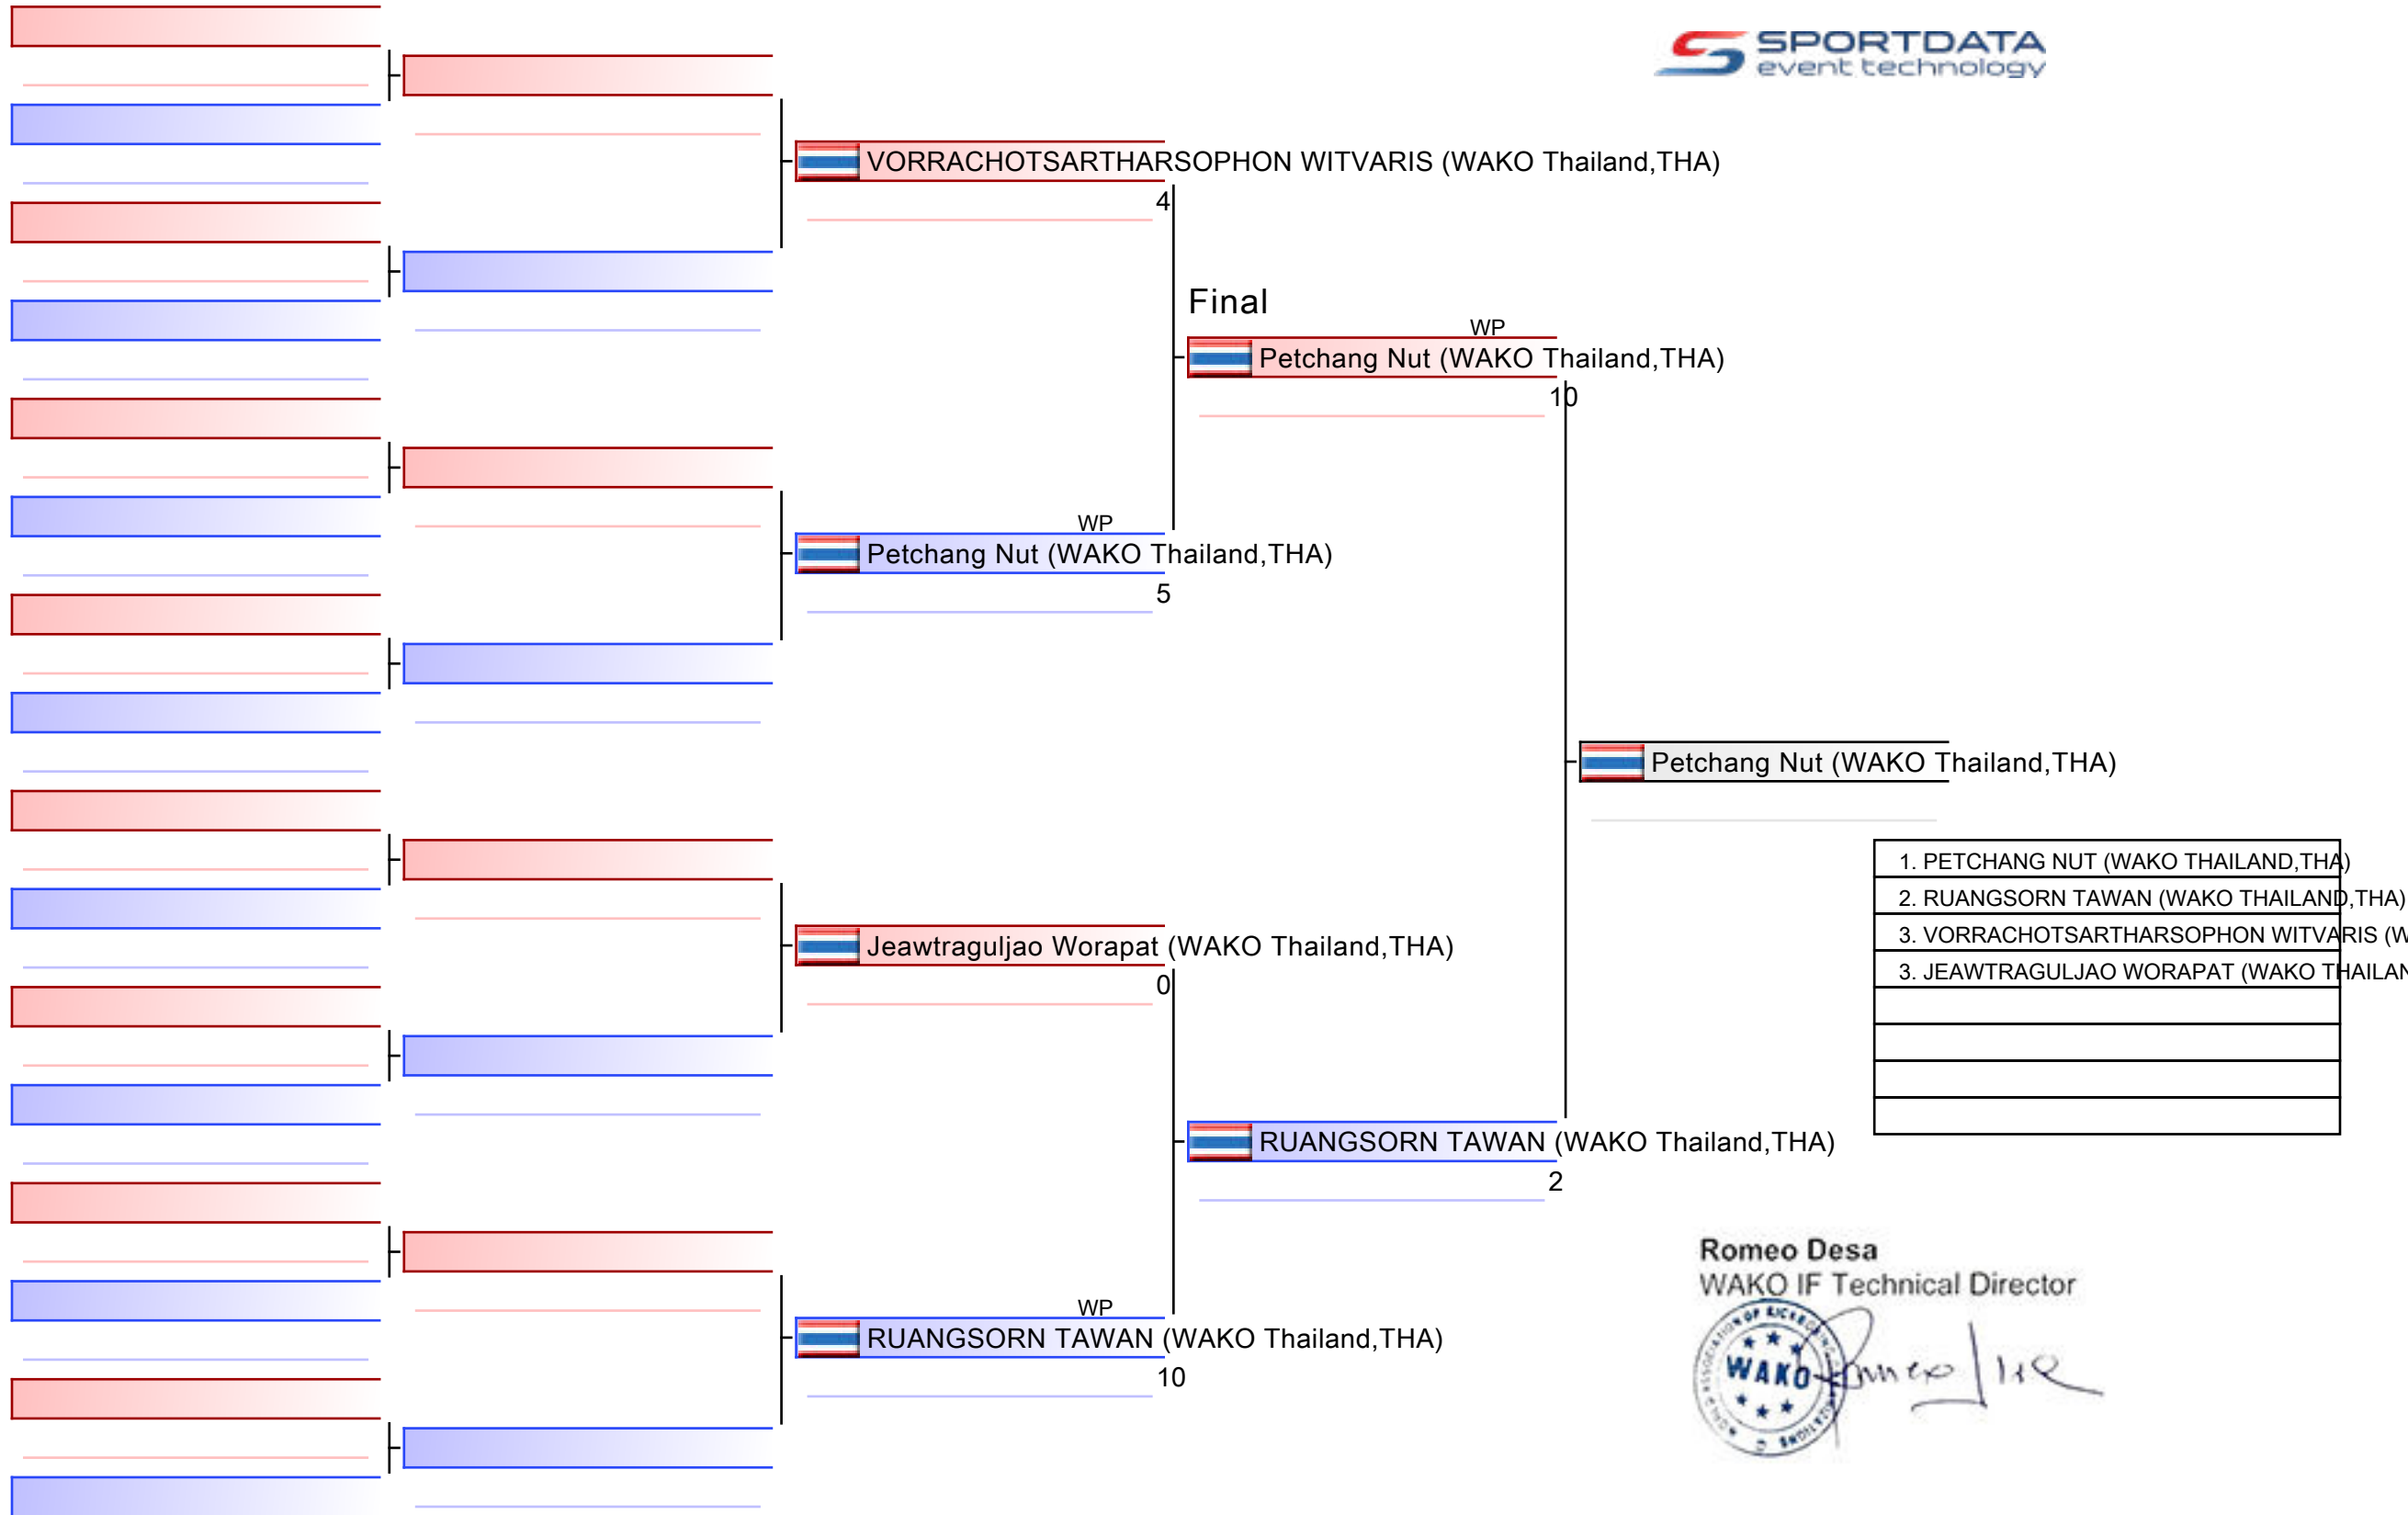 SPORTDATA
event technology
VORRACHOTSARTHARSOPHON WITVARIS (WAKO Thailand,THA)
4
Final
WP
Petchang Nut (WAKO Thailand,THA)
10
WP
Petchang Nut (WAKO Thailand,THA)
5
Petchang Nut (WAKO Thailand,THA)
1. PETCHANG NUT (WAKO THAILAND,THA)
2. RUANGSORN TAWAN (WAKO THAILAND,THA)
3. VORRACHOTSARTHARSOPHON WITVARIS (W
3. JEAWTRAGULJAO WORAPAT (WAKO THAILAN
Jeawtraguljao Worapat (WAKO Thailand,THA)
0
RUANGSORN TAWAN (WAKO Thailand,THA)
2
WP
RUANGSORN TAWAN (WAKO Thailand,THA)
10
Romeo Desa
WAKO IF Technical Director
WAKO